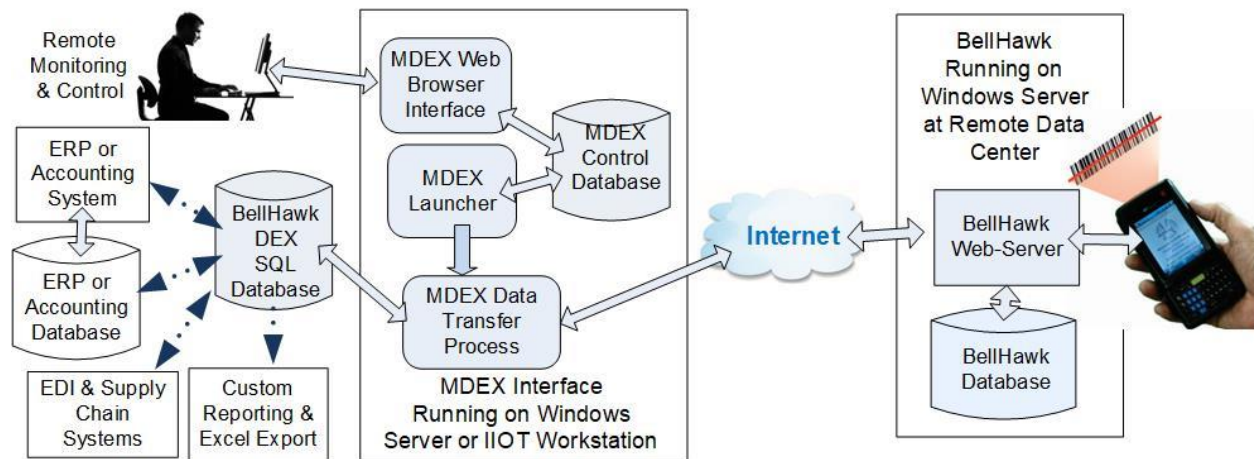 Remote
Monitoring
& Control
ERP or
Accounting
System
ERP or
Accounting
Database
EDI & Supply
Chain
Systems
BellHawk
DEX
SQL
Database
Custom
Reporting &
Excel Export
MDEX Web
Browser
Interface
MDEX
Control
Database
MDEX
Launcher
MDEX Data
Transfer
Process
MDEX Interface
Running on Windows
Server or IIOT Workstation
Internet
BellHawk
Running on
Windows Server
at Remote Data
Center
BellHawk
Web-Server
BellHawk
Database